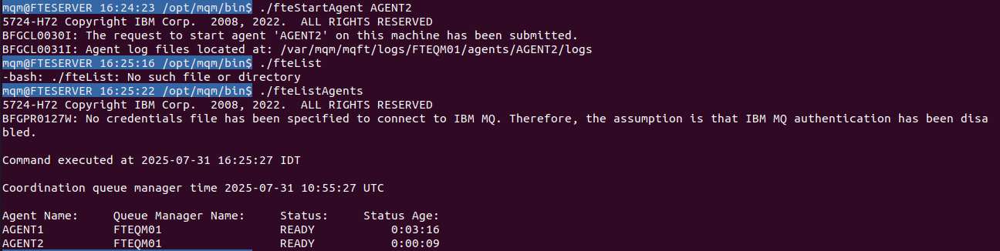 mqm@FTESERVER 16:24:23 /opt/mqm/bin$ ./fteStartAgent AGENT2
5724-H72 Copyright IBM Corp.  2008, 2022.  ALL RIGHTS RESERVED
BFGCL0030I: The request to start agent 'AGENT2' on this machine has been submitted.
BFGCL0031I: Agent log files located at: /var/mqm/mqft/logs/FTEQM01/agents/AGENT2/logs
mqm@FTESERVER 16:25:16 /opt/mqm/bin$ ./fteList
-bash: ./fteList: No such file or directory
mqm@FTESERVER 16:25:22 /opt/mqm/bin$ ./fteListAgents
5724-H72 Copyright IBM Corp.  2008, 2022.  ALL RIGHTS RESERVED
BFGPR0127W: No credentials file has been specified to connect to IBM MQ. Therefore, the assumption is that IBM MQ authentication has been disa
bled.

Command executed at 2025-07-31 16:25:27 IDT

Coordination queue manager time 2025-07-31 10:55:27 UTC

Agent Name:     Queue Manager Name:     Status:     Status Age:
AGENT1          FTEQM01                 READY           0:03:16
AGENT2          FTEQM01                 READY           0:00:09